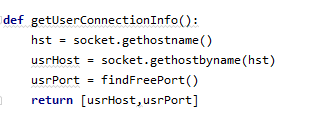 def getUserConnectionInfo():
    hst = socket.gethostname()
    usrHost = socket.gethostbyname(hst)
    usrPort = findFreePort()
    return [usrHost,usrPort]